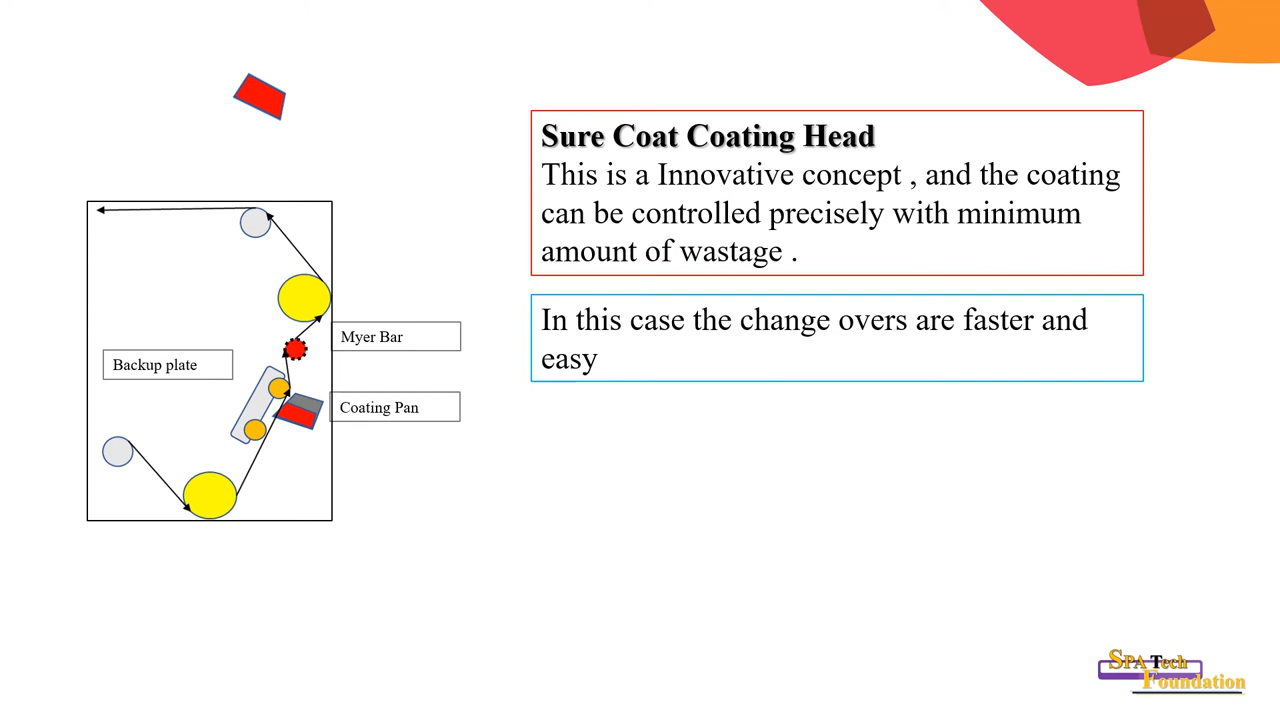 Sure Coat Coating Head
This is a Innovative concept , and the coating
can be controlled precisely with minimum
amount of wastage .
In this case the change overs are faster and
easy
Myer Bar
Backup plate
Coating Pan
SPA Tech
Foundation